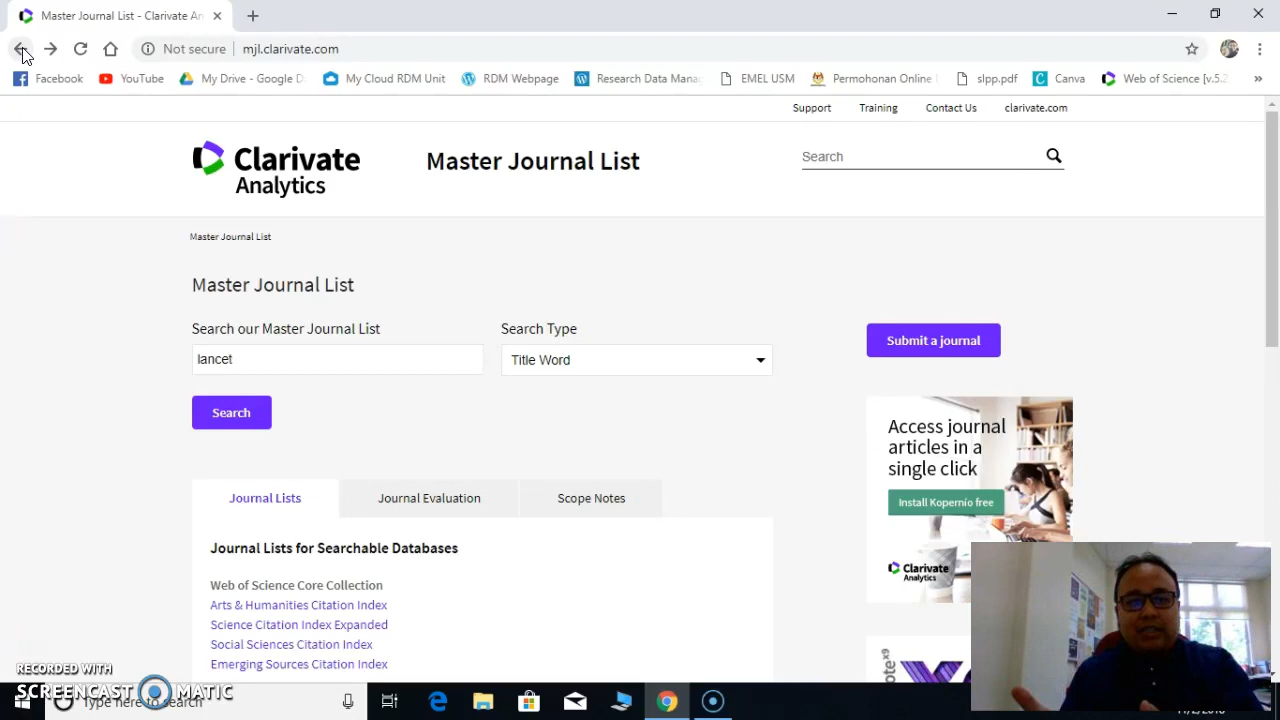 Master Journal List - Clarivate An
Not secure
mjl.clarivate.com
Facebook
YouTube
My Drive - Google D
My Cloud RDM Unit
RDM Webpage
Research Data Mana
EMEL USM
Permohonan Online
slpp.pdf
Canva
Web of Science [v.5.2
Support
Training
Contact Us
clarivate.com
Clarivate
Analytics
Master Journal List
Search
Master Journal List
Master Journal List
Search our Master Journal List
Search Type
lancet
Title Word
Submit a journal
Search
Access journal
articles in a
single click
Install Kopernio free
Clarivate
Analytics
Journal Lists
Journal Evaluation
Scope Notes
Journal Lists for Searchable Databases
Web of Science Core Collection
Arts & Humanities Citation Index
Science Citation Index Expanded
Social Sciences Citation Index
Emerging Sources Citation Index
RECORDED WITH
SCREENCAST MATIC
Type here to search